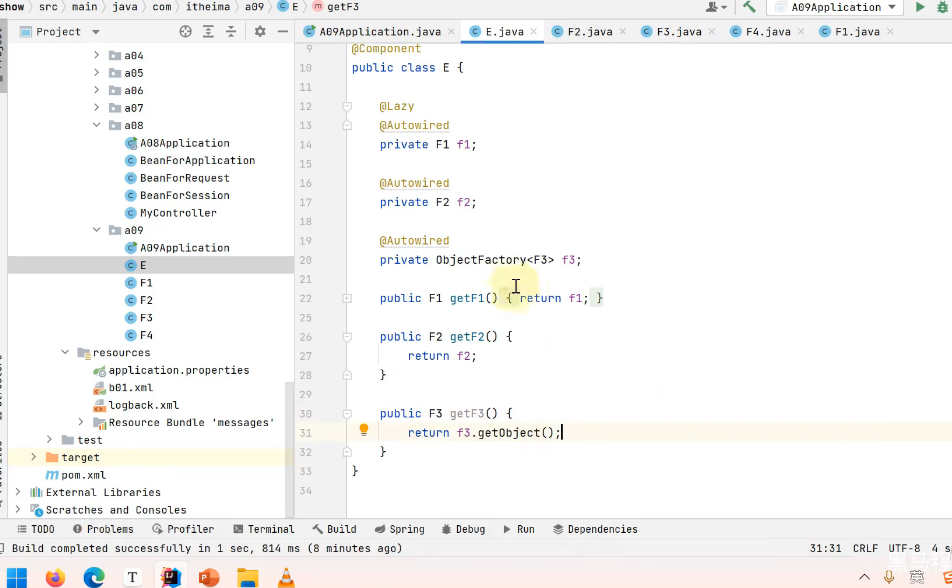 show › src › main › java › com › itheima › a09 › E › getF3
A09Application
Project
A09Application.java
E.java
F2.java
F3.java
F4.java
F1.java
a04
a05
a06
a07
a08
A08Application
BeanForApplication
BeanForRequest
BeanForSession
MyController
a09
A09Application
E
F1
F2
F3
F4
resources
application.properties
b01.xml
logback.xml
Resource Bundle 'messages'
test
target
pom.xml
External Libraries
Scratches and Consoles
9 @Component
10 public class E {
11
12 @Lazy
13 @Autowired
14 private F1 f1;
15
16 @Autowired
17 private F2 f2;
18
19 @Autowired
20 private ObjectFactory<F3> f3;
21
22 public F1 getF1() { return f1; }
25
26 public F2 getF2() {
27 return f2;
28 }
29
30 public F3 getF3() {
31 return f3.getObject();
32 }
33 }
34
TODO
Problems
Profiler
Terminal
Build
Spring
Debug
Run
Dependencies
Build completed successfully in 1 sec, 814 ms (8 minutes ago)
31:31 CRLF UTF-8 4 s
T
英